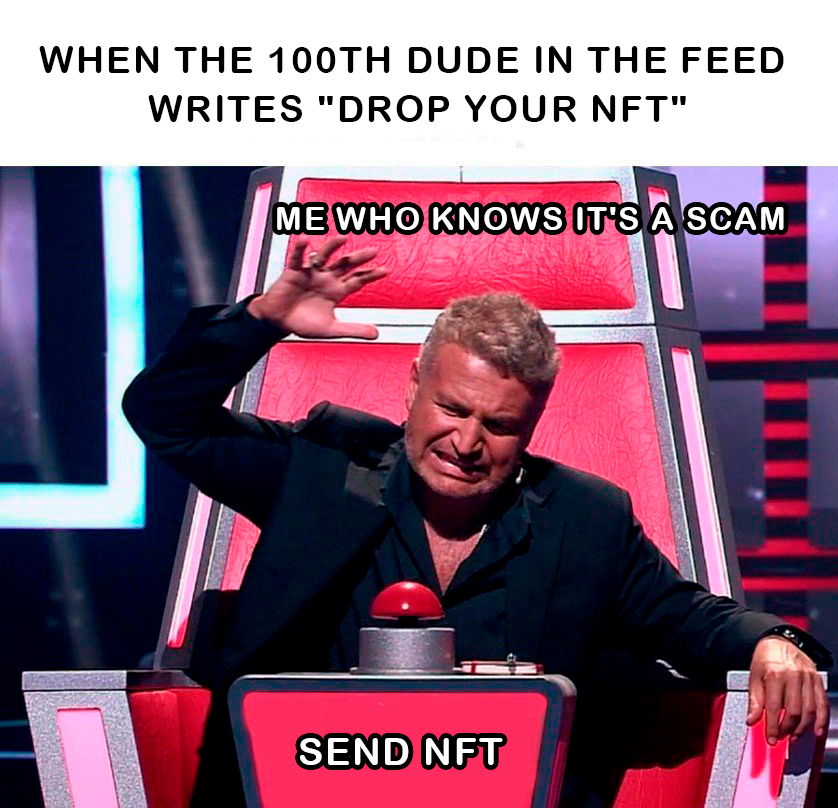 WHEN THE 100TH DUDE IN THE FEED
WRITES "DROP YOUR NFT"
ME WHO KNOWS IT'S A SCAM
SEND NFT